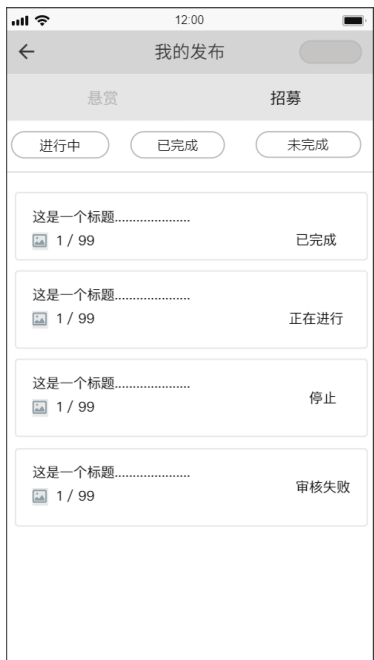 12:00
我的发布
悬赏 招募
进行中 已完成 未完成
这是一个标题.....................
1 / 99 已完成
这是一个标题.....................
1 / 99 正在进行
这是一个标题.....................
停止
1 / 99
这是一个标题.....................
审核失败
1 / 99